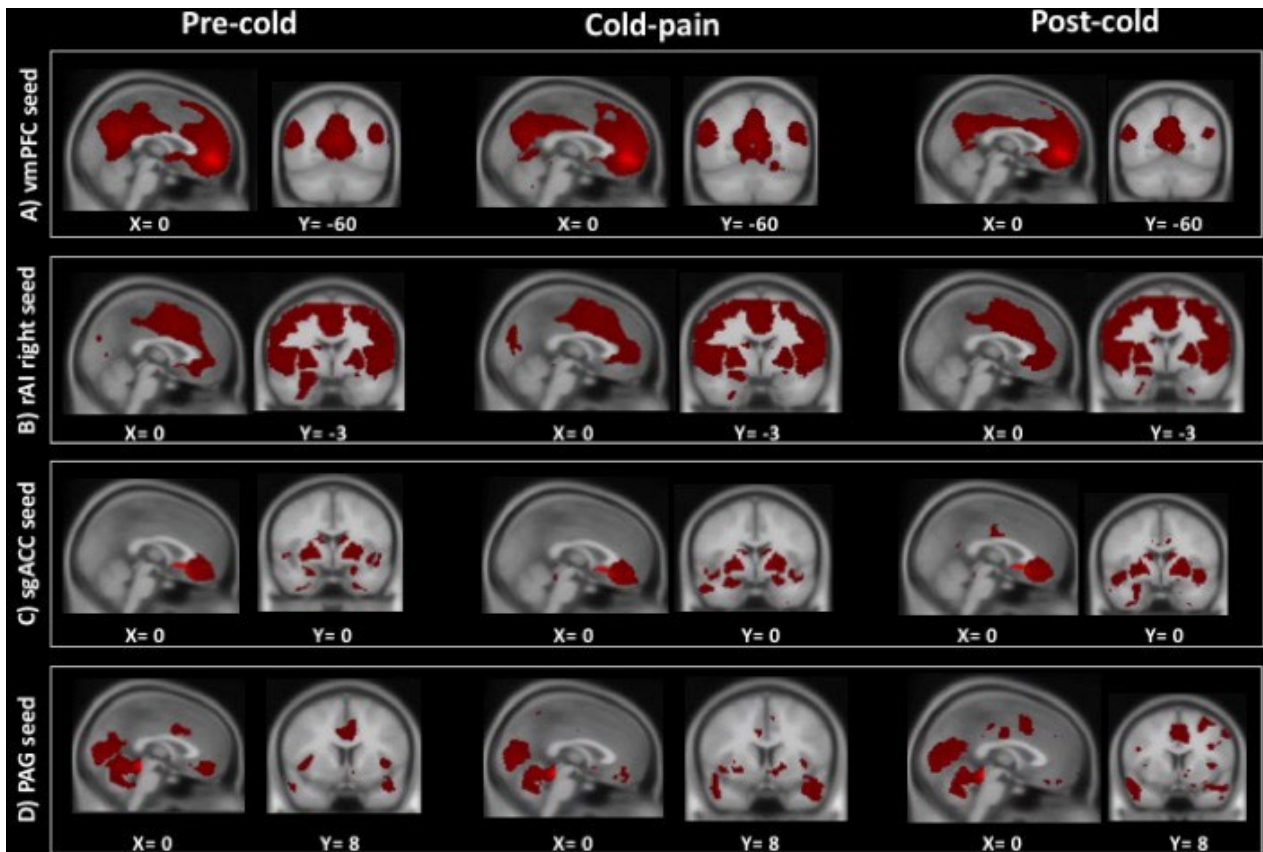 Pre-cold Cold-pain Post-cold
A) vmPFC seed
X= 0 Y= -60 X= 0 Y= -60 X= 0 Y= -60
B) rAI right seed
X= 0 Y= -3 X= 0 Y= -3 X= 0 Y= -3
C) sgACC seed
X= 0 Y= 0 X= 0 Y= 0 X= 0 Y= 0
D) PAG seed
X= 0 Y= 8 X= 0 Y= 8 X= 0 Y= 8